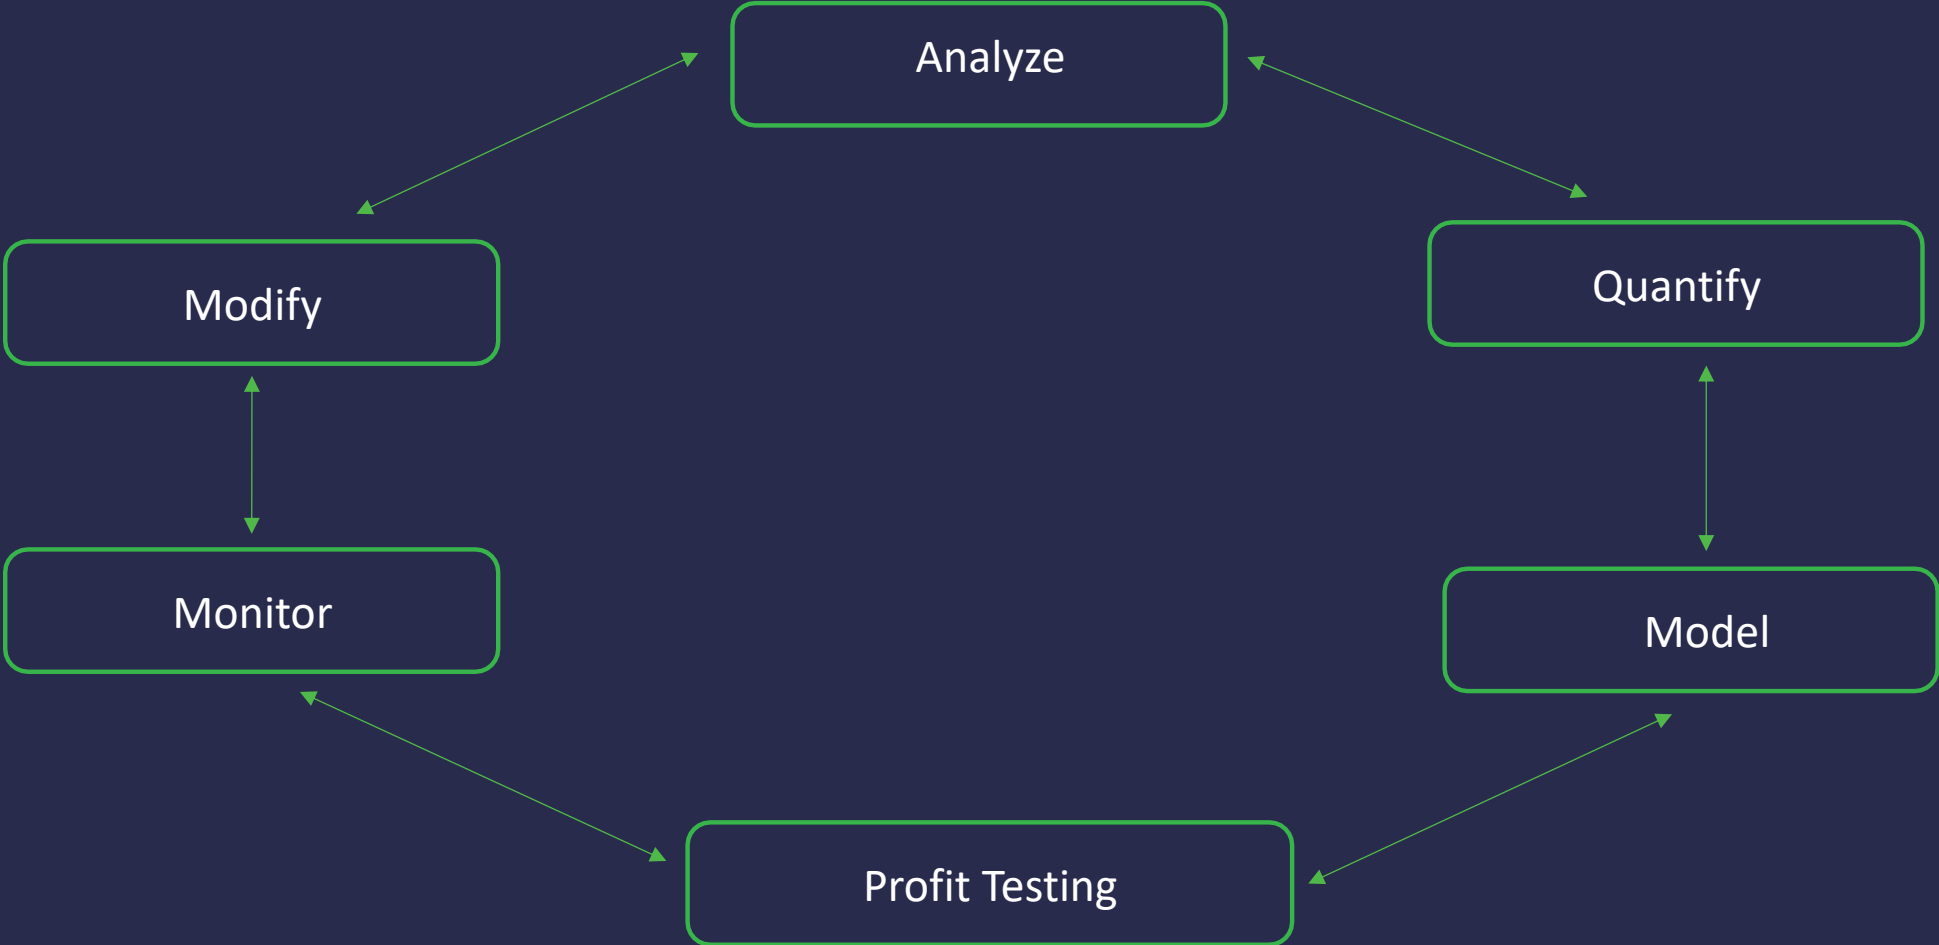 Analyze
Modify
Quantify
Monitor
Model
Profit Testing